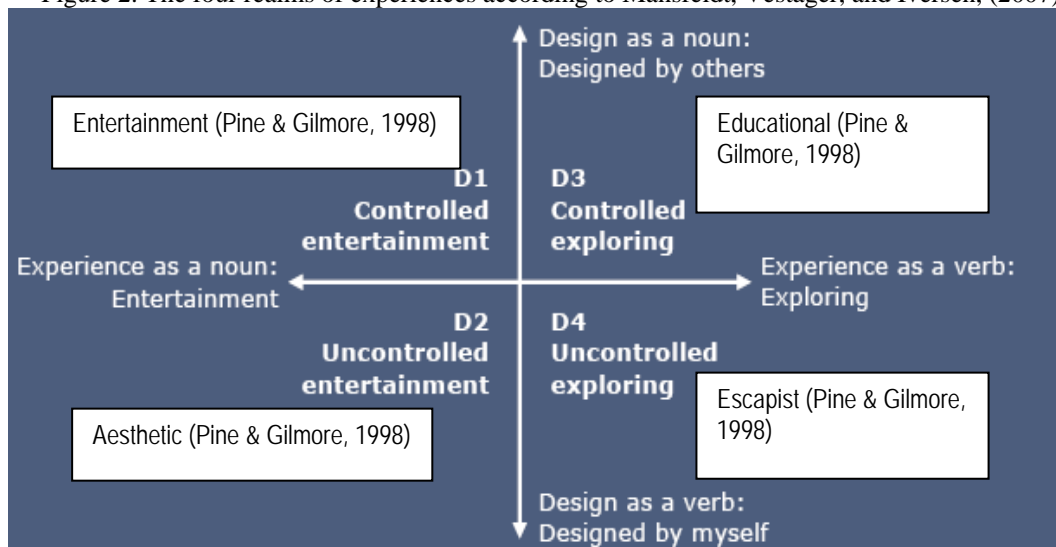 Figure 2: The four realms of experiences according to Mansfeldt, Vestager, and Iversen, (2007)
Design as a noun:
Designed by others
Entertainment (Pine & Gilmore, 1998)
Educational (Pine &
Gilmore, 1998)
D1
Controlled
entertainment
D3
Controlled
exploring
Experience as a noun:
Entertainment
Experience as a verb:
Exploring
D2
Uncontrolled
entertainment
D4
Uncontrolled
exploring
Aesthetic (Pine & Gilmore, 1998)
Escapist (Pine & Gilmore,
1998)
Design as a verb:
Designed by myself